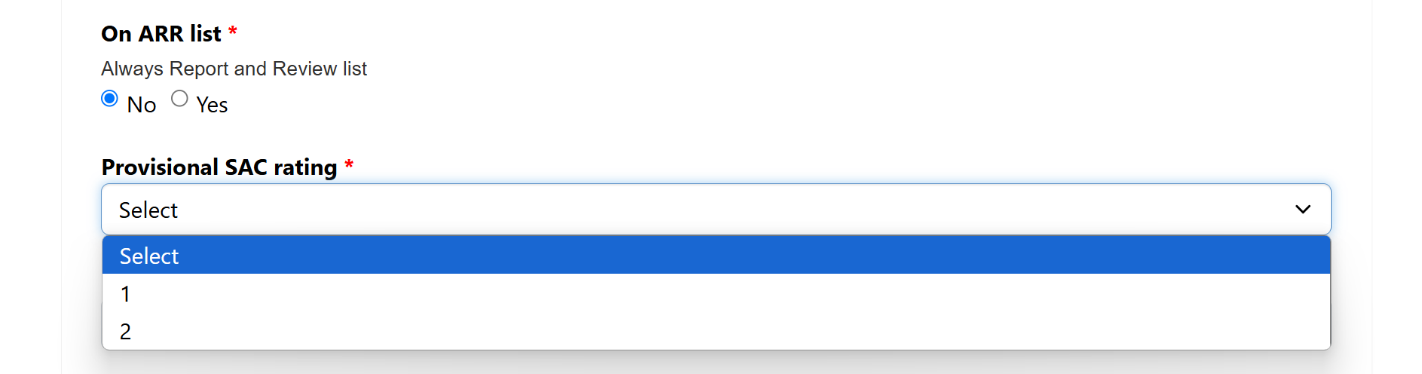 On ARR list *
Always Report and Review list
No Yes
Provisional SAC rating *
Select
Select
1
2